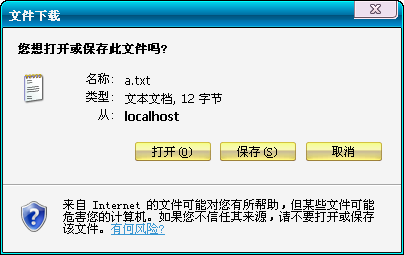 文件下载
您想打开或保存此文件吗?
名称: a.txt
类型: 文本文档, 12 字节
从: localhost
打开(O) 保存(S) 取消
来自 Internet 的文件可能对您有所帮助,但某些文件可能
危害您的计算机。如果您不信任其来源,请不要打开或保存
该文件。有何风险?